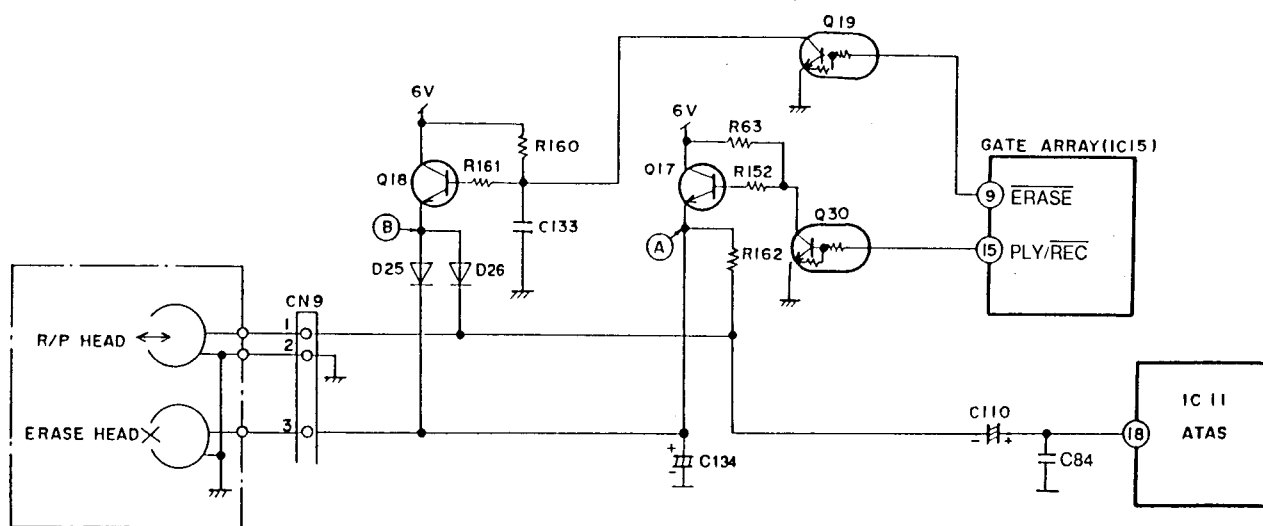 Q19
6V
6V
R63
R160
GATE ARRAY(IC15)
Q18
R161
Q17
R152
Q30
9
ERASE
B
C133
A
15
PLY/REC
D25
D26
R162
CN9
1
R/P HEAD
2
IC 11
C110
ERASE HEAD
3
18
ATAS
+
-
C134
-
+
C84